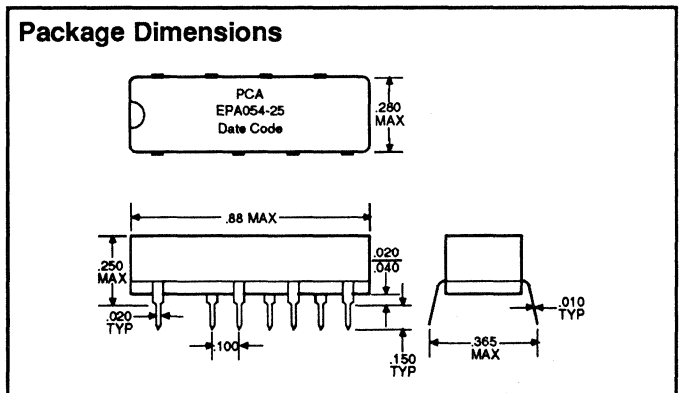 Package Dimensions
PCA
EPA054-25
Date Code
.280
MAX
.88 MAX
.250
MAX
.020
.040
.020
TYP
.100
.150
TYP
.010
TYP
.365
MAX